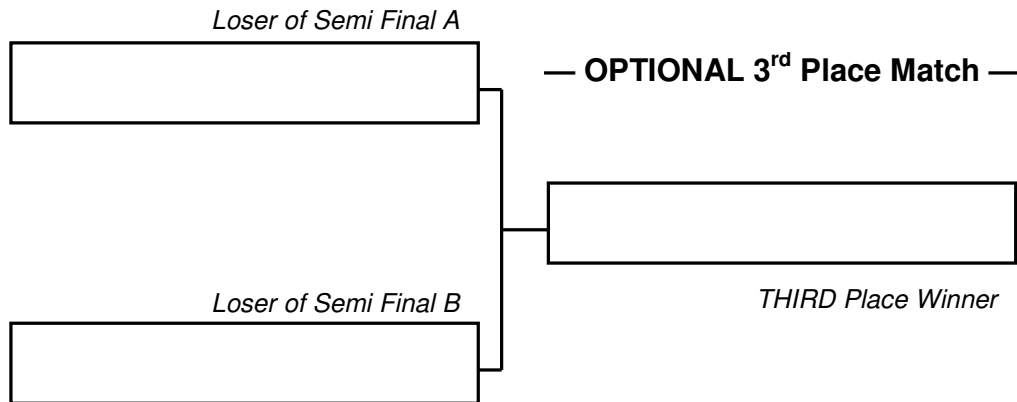 Loser of Semi Final A
— OPTIONAL 3rd Place Match —
Loser of Semi Final B
THIRD Place Winner